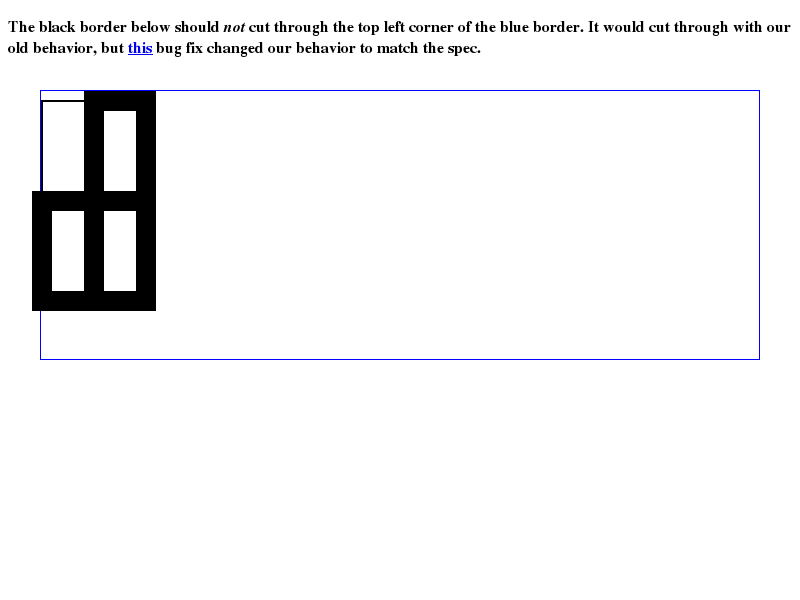 The black border below should not cut through the top left corner of the blue border. It would cut through with our
old behavior, but this bug fix changed our behavior to match the spec.